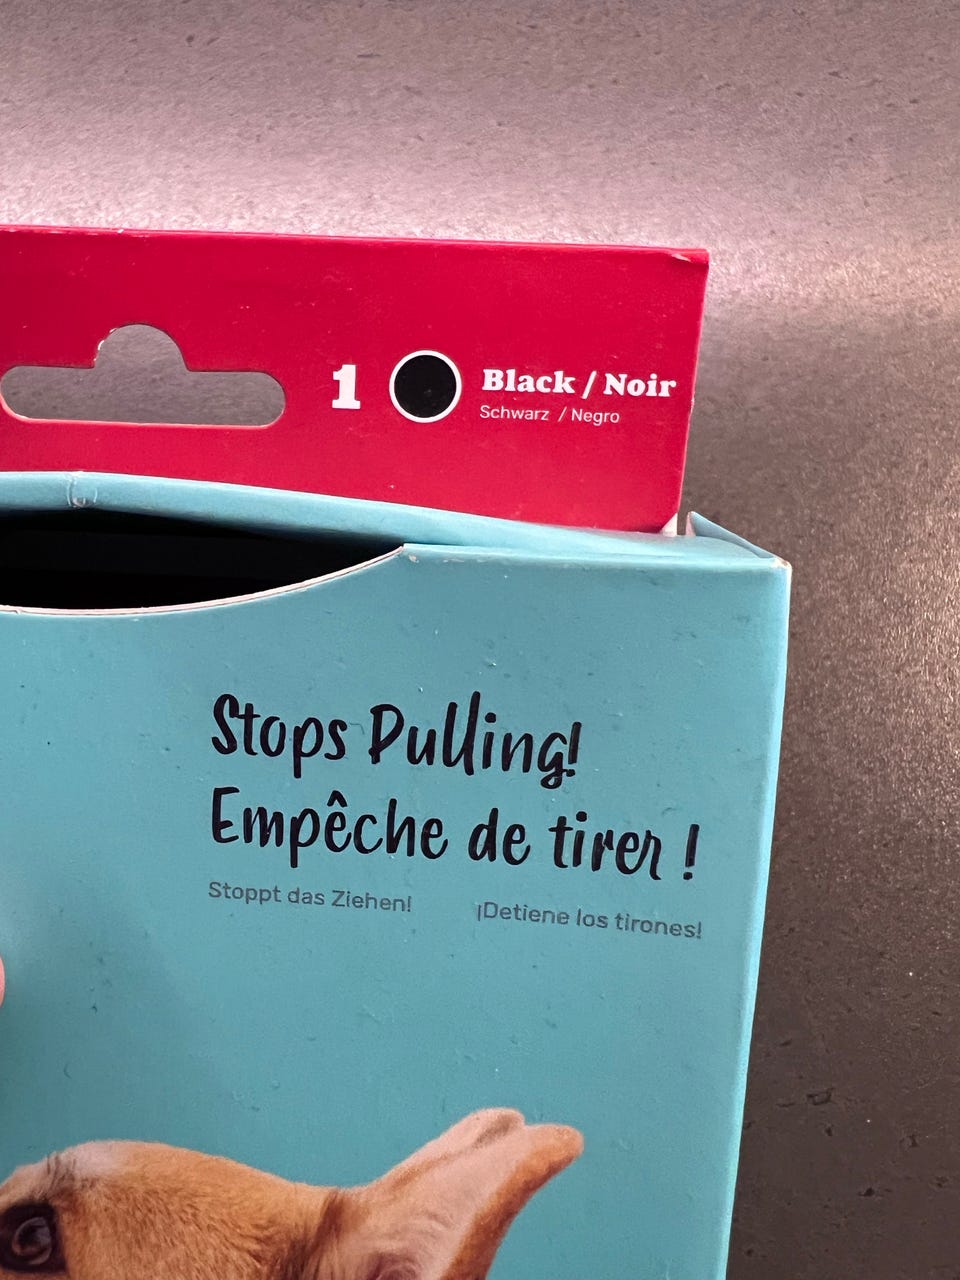 1 Black / Noir
Schwarz / Negro
Stops Pulling!
Empêche de tirer !
Stoppt das Ziehen! ¡Detiene los tirones!